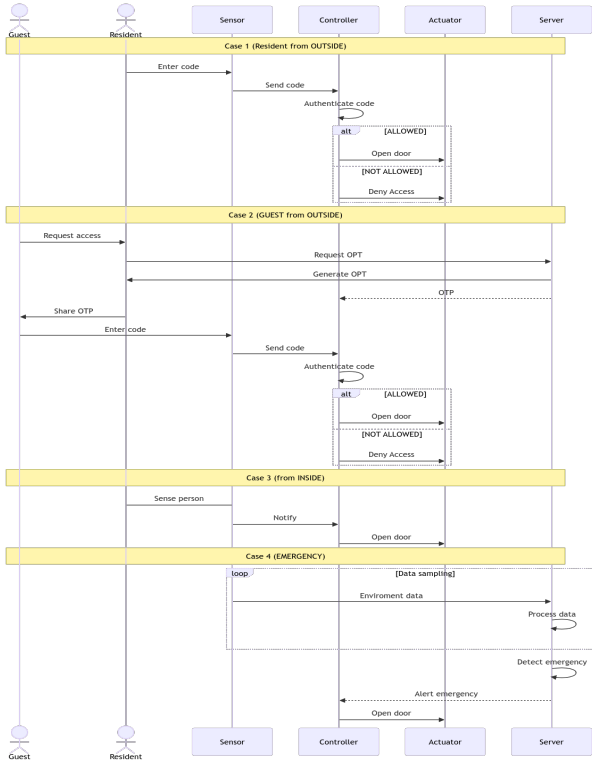 Guest
Resident
Sensor
Controller
Actuator
Server
Case 1 (Resident from OUTSIDE)
Enter code
Send code
Authenticate code
alt [ALLOWED]
Open door
[NOT ALLOWED]
Deny Access
Case 2 (GUEST from OUTSIDE)
Request access
Request OPT
Generate OPT
OTP
Share OTP
Enter code
Send code
Authenticate code
alt [ALLOWED]
Open door
[NOT ALLOWED]
Deny Access
Case 3 (from INSIDE)
Sense person
Notify
Open door
Case 4 (EMERGENCY)
loop [Data sampling]
Enviroment data
Process data
Detect emergency
Alert emergency
Open door
Guest
Resident
Sensor
Controller
Actuator
Server